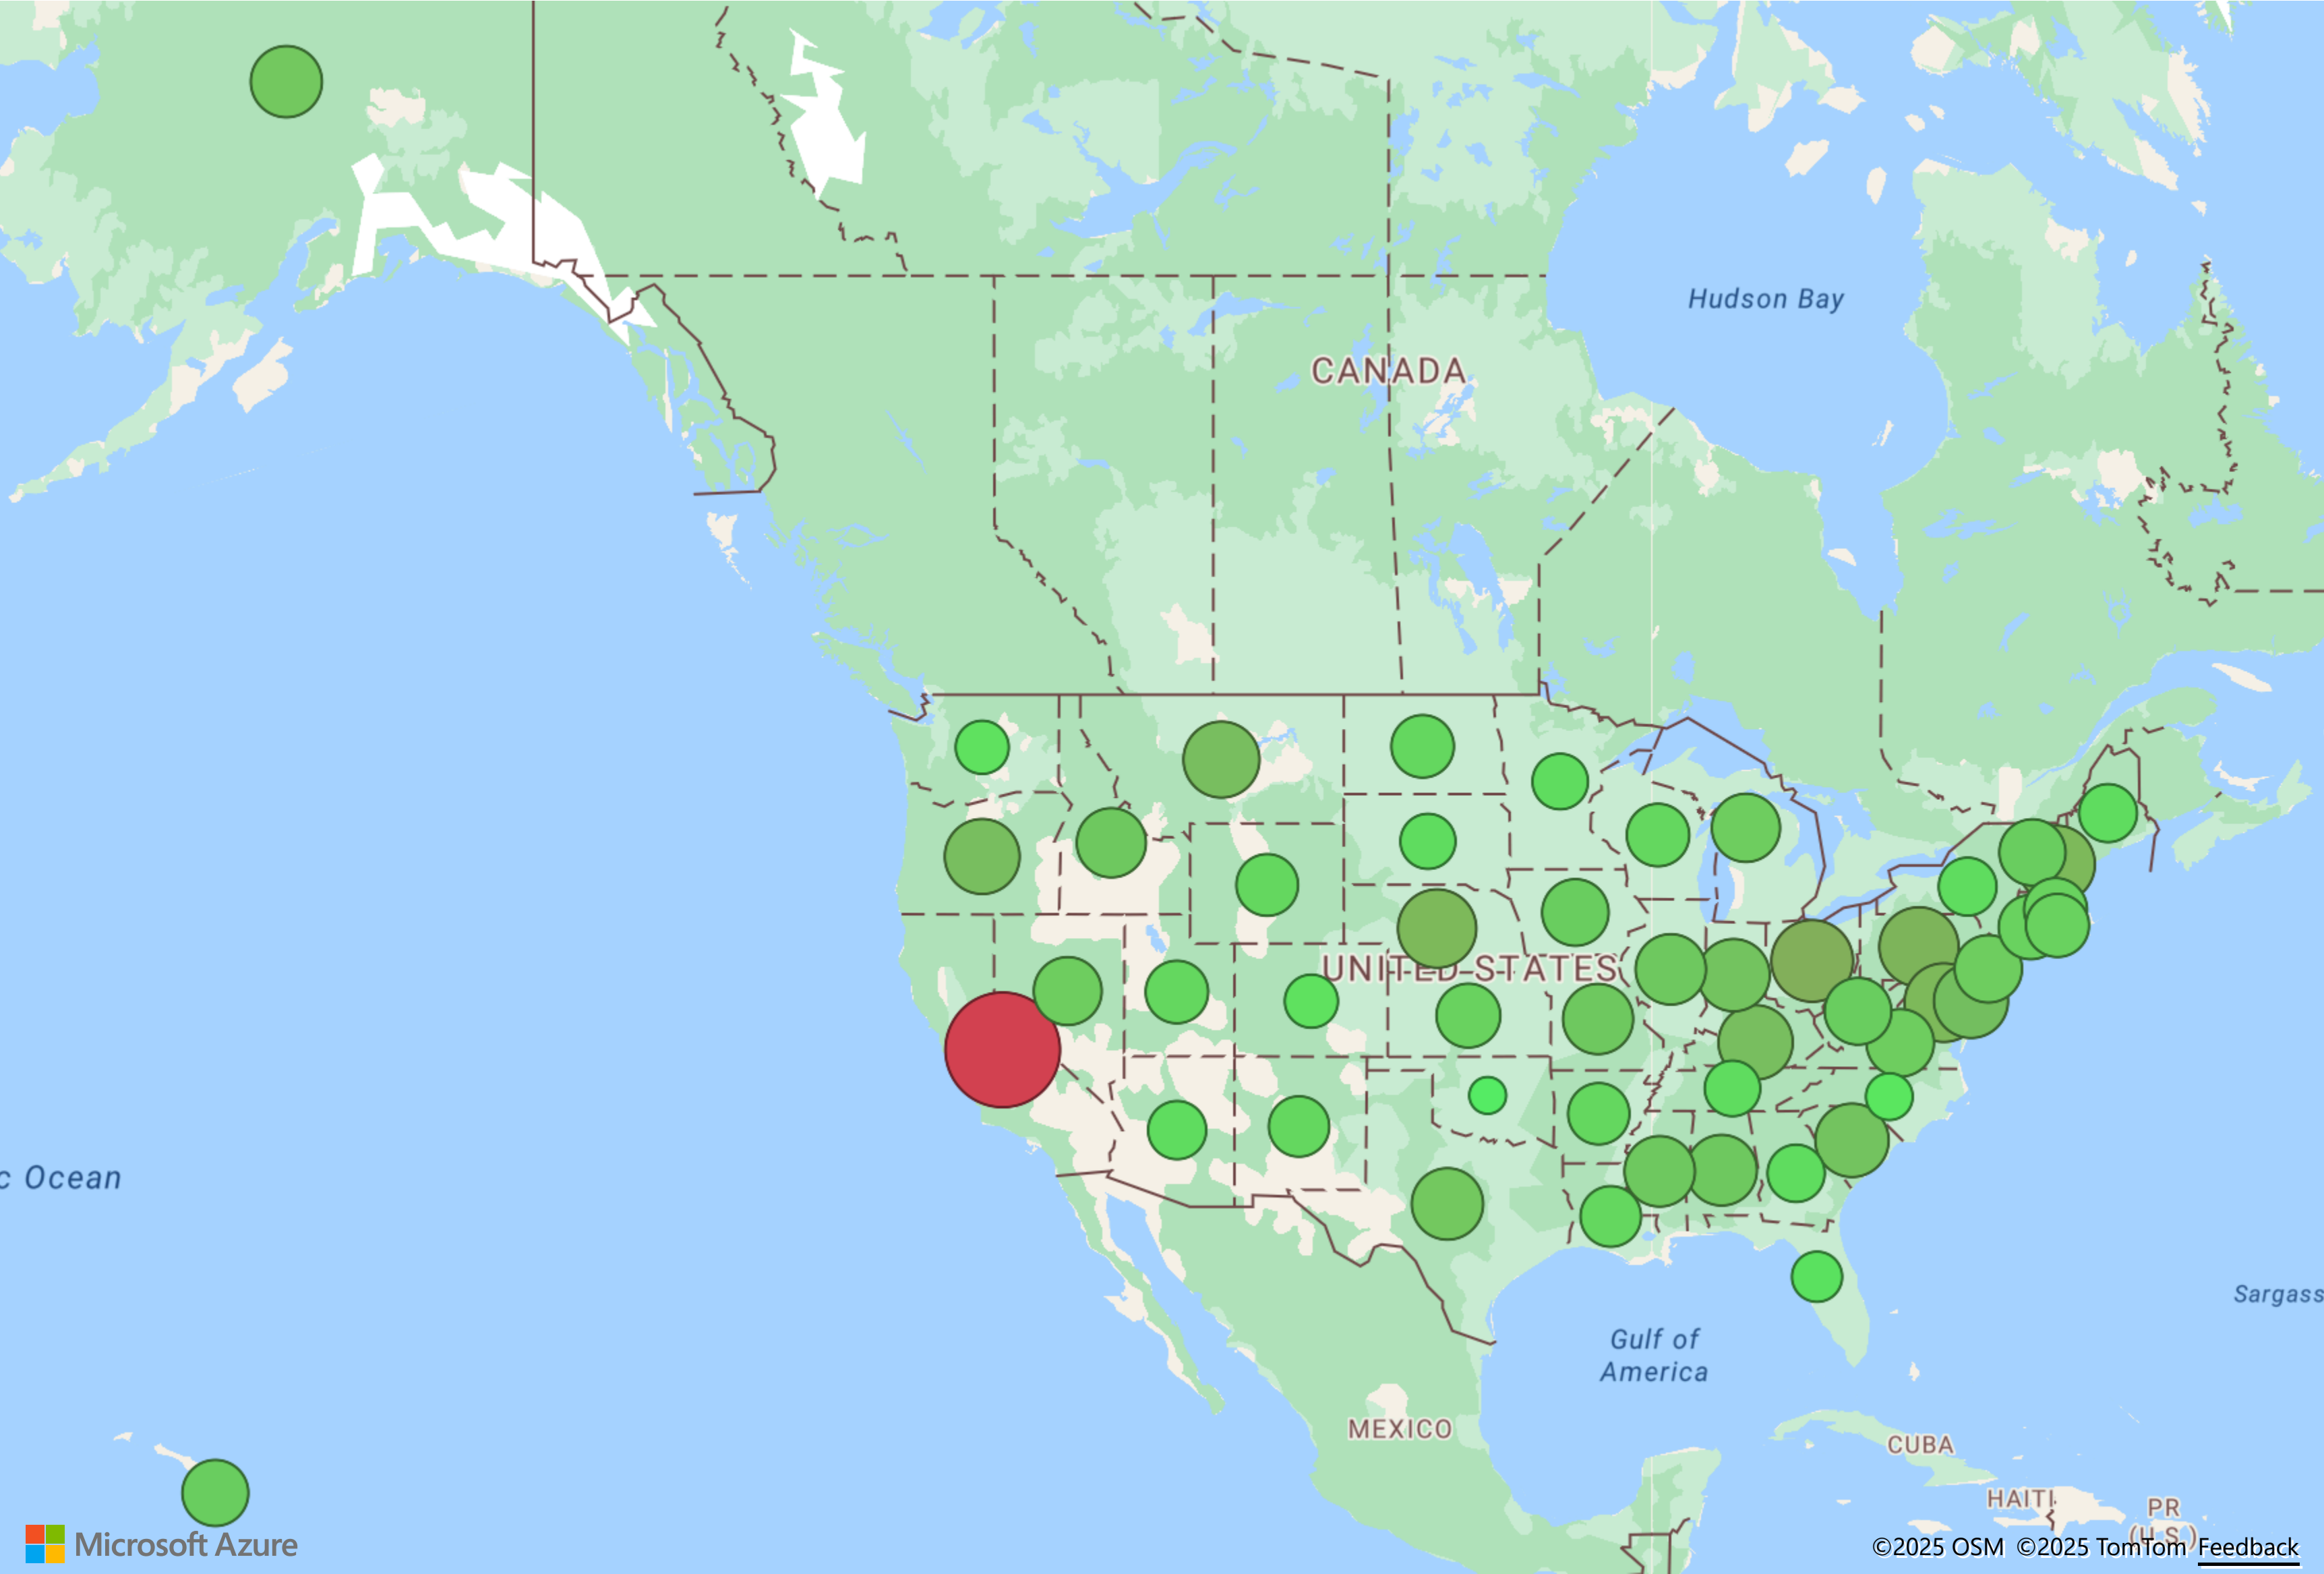 Hudson Bay
CANADA
UNITED STATES
c Ocean
Sargass
Gulf of
America
MEXICO
CUBA
HAITI
PR
(U.S.)
Microsoft Azure
©2025 OSM ©2025 TomTom Feedback